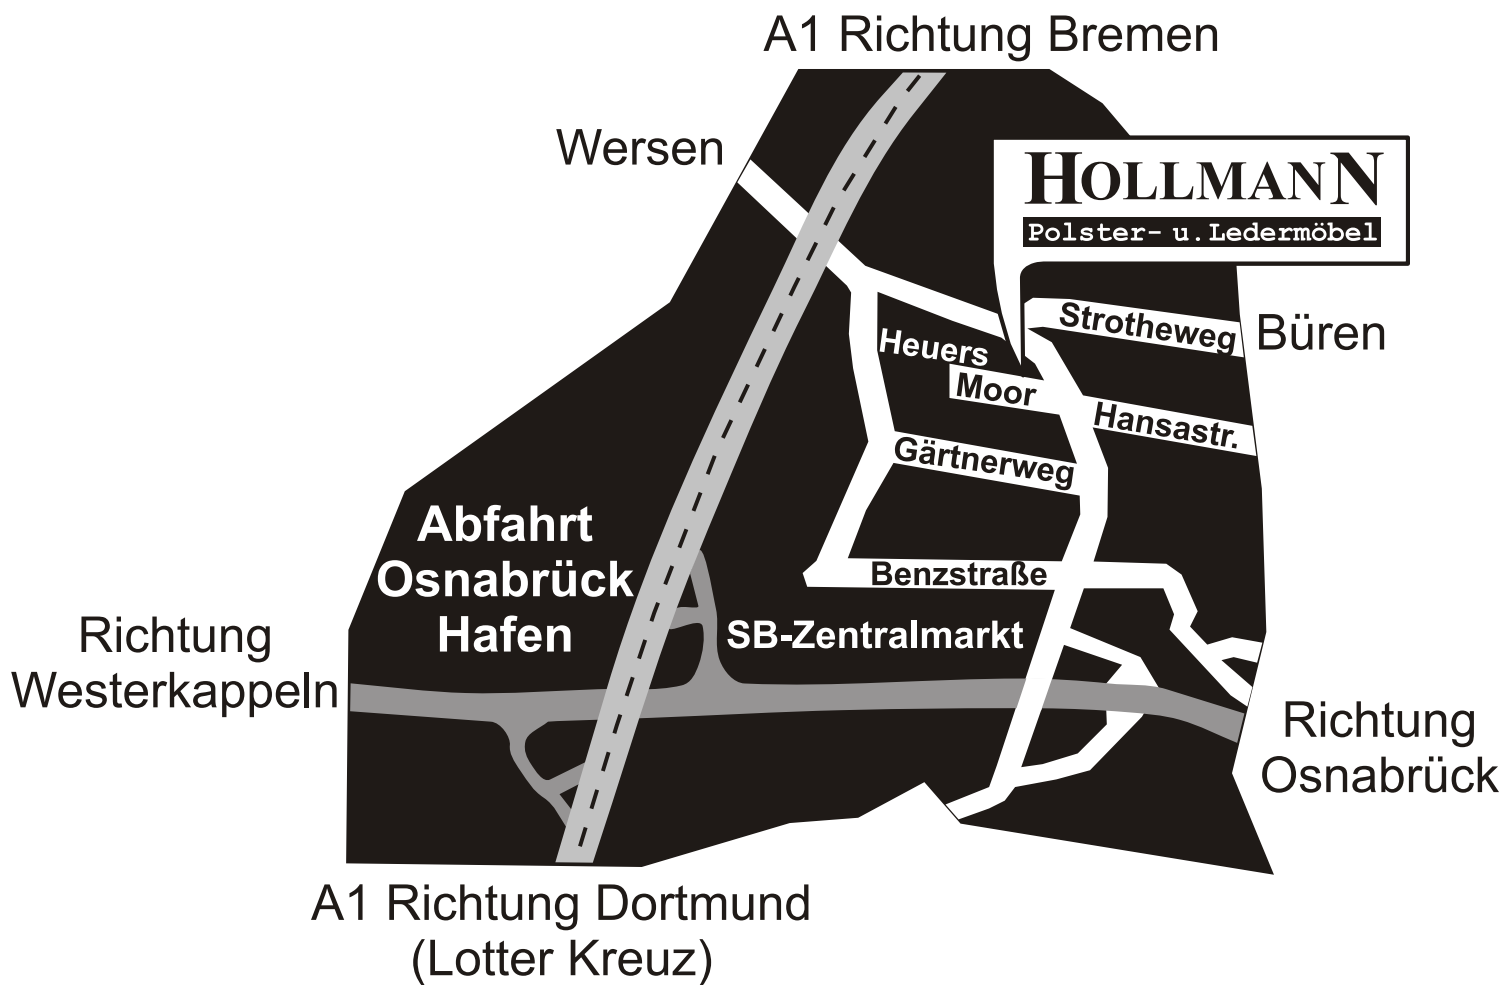 A1 Richtung Bremen
Wersen
HOLLMANN
Polster- u. Ledermöbel
Strotheweg
Büren
Heuers
Moor
Hansastr.
Gärtnerweg
Abfahrt
Osnabrück
Hafen
Benzstraße
SB-Zentralmarkt
Richtung
Westerkappeln
Richtung
Osnabrück
A1 Richtung Dortmund
(Lotter Kreuz)